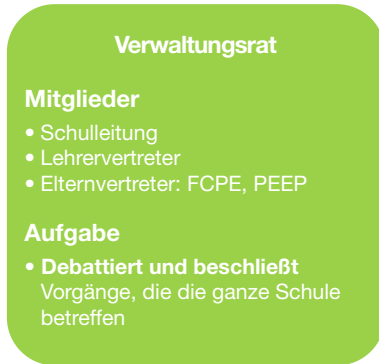 Verwaltungsrat
Mitglieder
• Schulleitung
• Lehrervertreter
• Elternvertreter: FCPE, PEEP
Aufgabe
• Debattiert und beschließt
Vorgänge, die die ganze Schule
betreffen